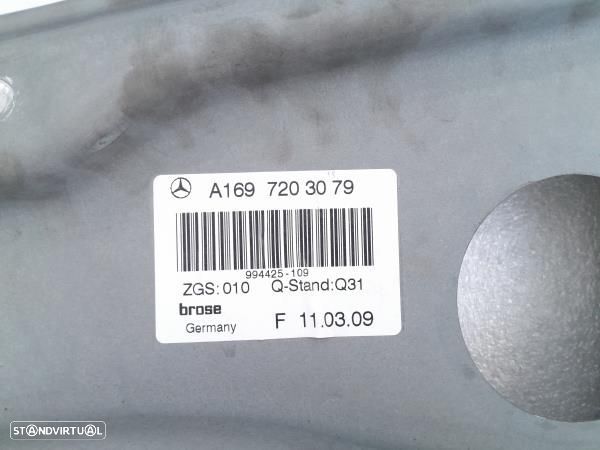 A169 720 30 79
994425-109
ZGS: 010 Q-Stand:Q31
brose
Germany F 11.03.09
STANDVIRTUAL